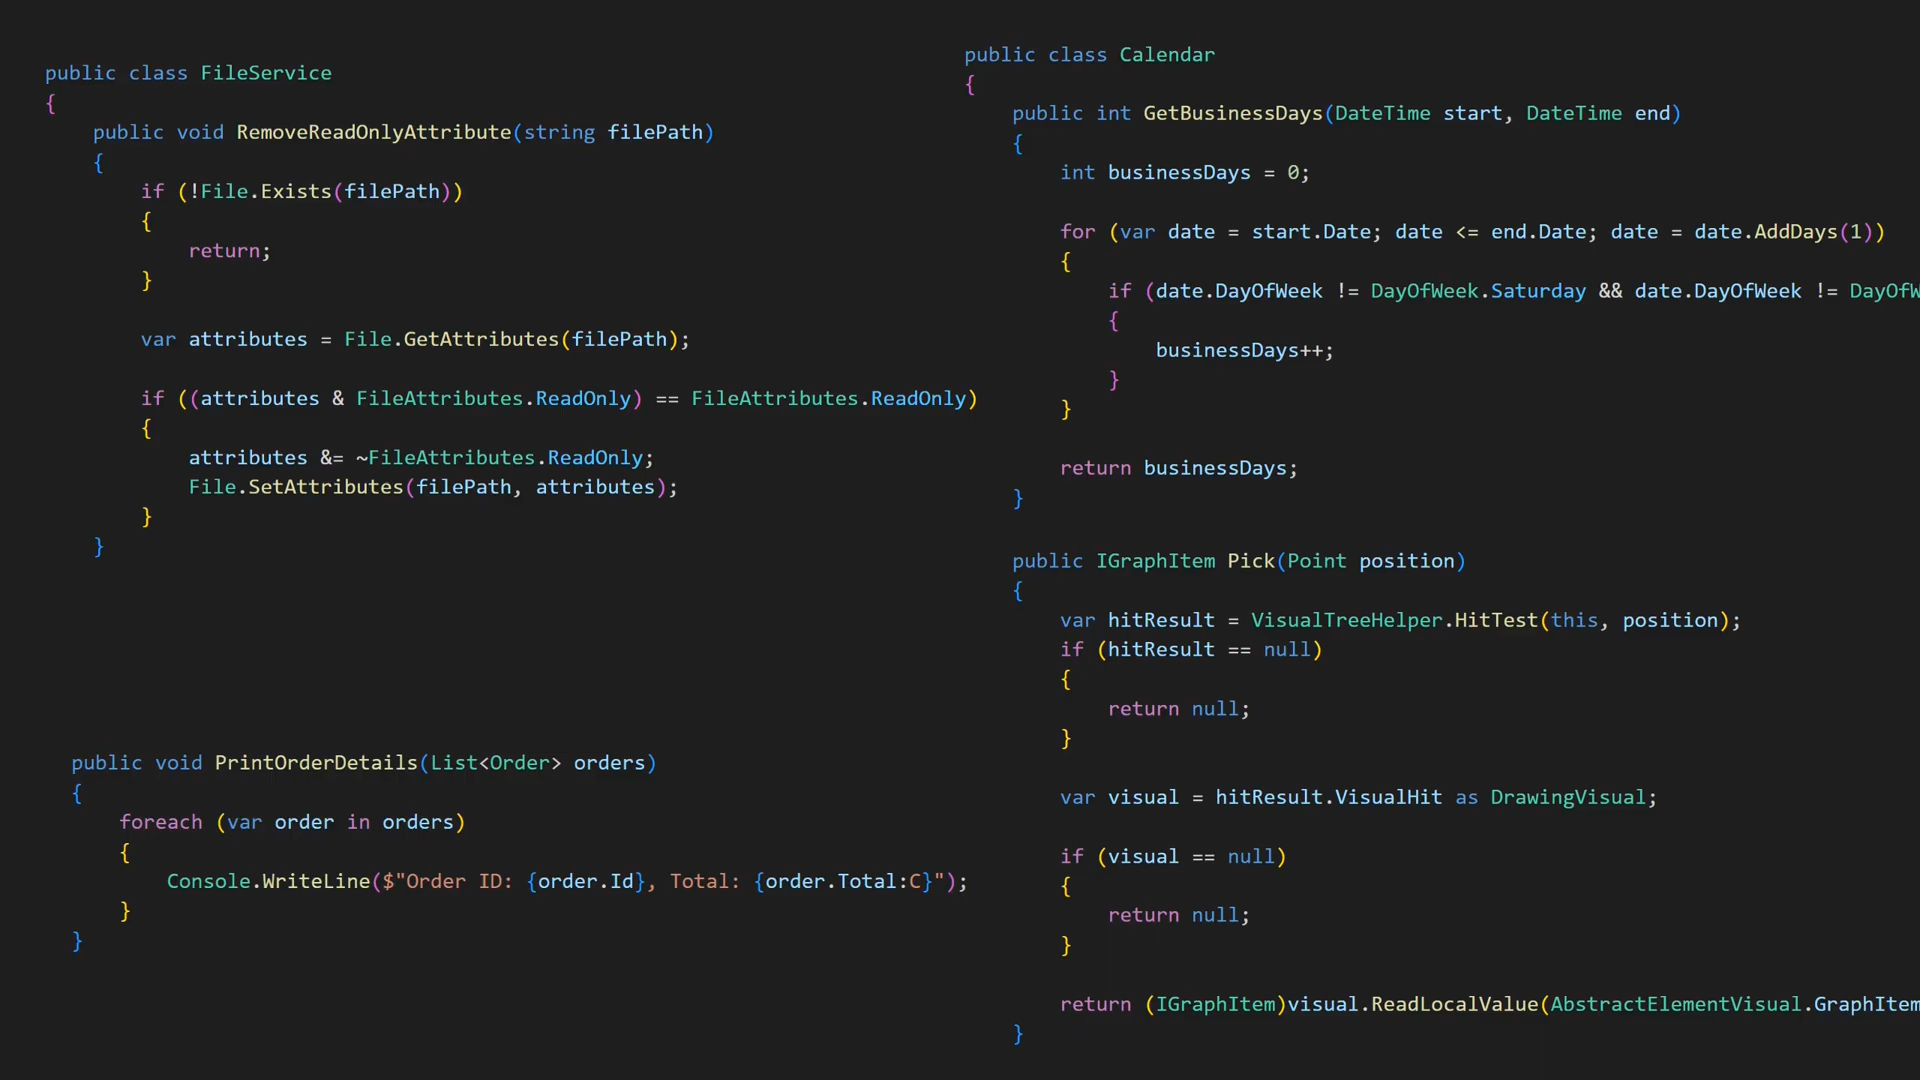 public class FileService
{
    public void RemoveReadOnlyAttribute(string filePath)
    {
        if (!File.Exists(filePath))
        {
            return;
        }

        var attributes = File.GetAttributes(filePath);

        if ((attributes & FileAttributes.ReadOnly) == FileAttributes.ReadOnly)
        {
            attributes &= ~FileAttributes.ReadOnly;
            File.SetAttributes(filePath, attributes);
        }
    }

public void PrintOrderDetails(List<Order> orders)
{
    foreach (var order in orders)
    {
        Console.WriteLine($"Order ID: {order.Id}, Total: {order.Total:C}");
    }
}

public class Calendar
{
    public int GetBusinessDays(DateTime start, DateTime end)
    {
        int businessDays = 0;

        for (var date = start.Date; date <= end.Date; date = date.AddDays(1))
        {
            if (date.DayOfWeek != DayOfWeek.Saturday && date.DayOfWeek !=
            {
                businessDays++;
            }
        }

        return businessDays;
    }

    public IGraphItem Pick(Point position)
    {
        var hitResult = VisualTreeHelper.HitTest(this, position);
        if (hitResult == null)
        {
            return null;
        }

        var visual = hitResult.VisualHit as DrawingVisual;

        if (visual == null)
        {
            return null;
        }

        return (IGraphItem)visual.ReadLocalValue(AbstractElementVisual.GraphItem
    }